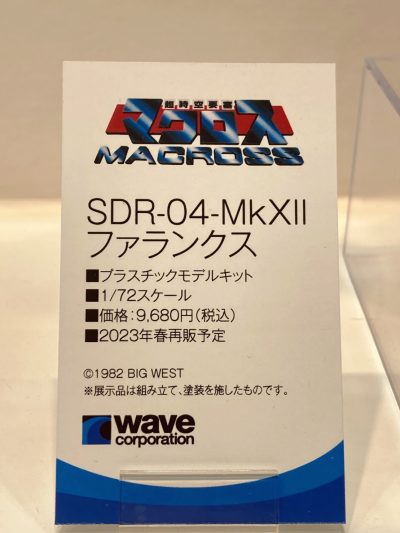 超時空要塞
マクロス
MACROSS
SDR-04-MkXII
ファランクス
■プラスチックモデルキット
■1/72スケール
■価格:9,680円(税込)
■2023年春再販予定
©1982 BIG WEST
※展示品は組み立て、塗装を施したものです。
wave
corporation